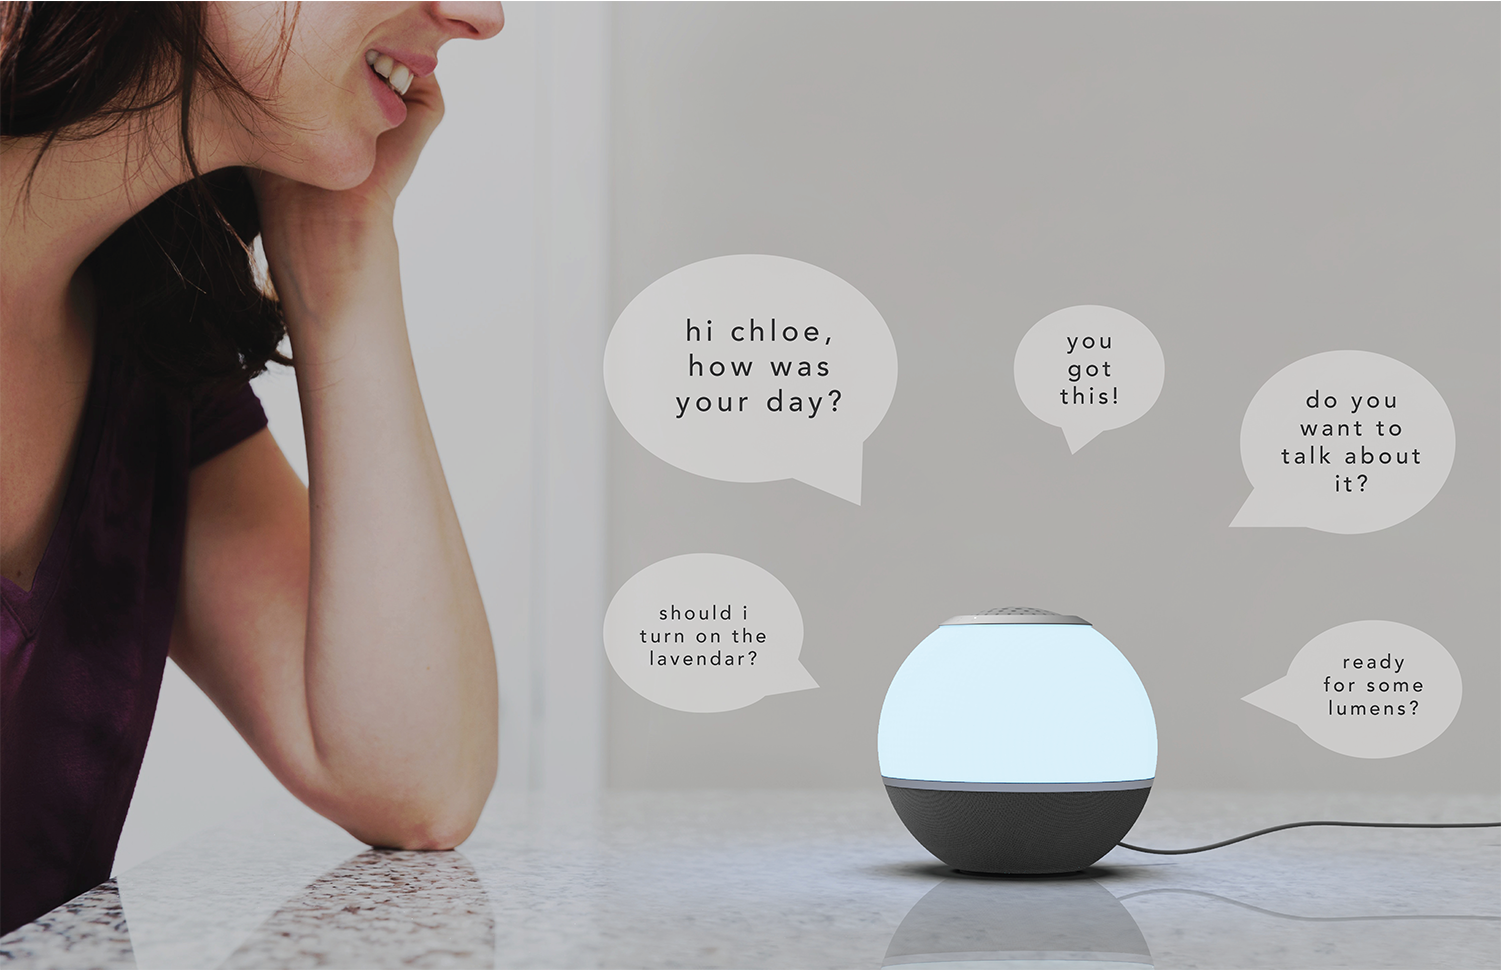 hi chloe,
how was
your day?
you
got
this!
do you
want to
talk about
it?
should i
turn on the
lavendar?
ready
for some
lumens?